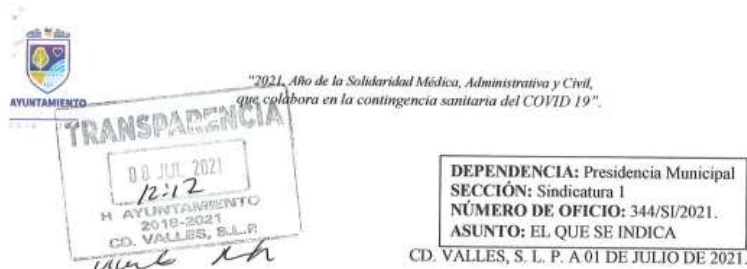 "2021, Año de la Solidaridad Médica, Administrativa y Civil,
que colabora en la contingencia sanitaria del COVID 19".
AYUNTAMIENTO
TRANSPARENCIA
08 JUL 2021
12:12
H AYUNTAMIENTO
2018-2021
CD. VALLES, S.L.P.
DEPENDENCIA: Presidencia Municipal
SECCIÓN: Sindicatura 1
NÚMERO DE OFICIO: 344/SI/2021.
ASUNTO: EL QUE SE INDICA
CD. VALLES, S. L. P. A 01 DE JULIO DE 2021.